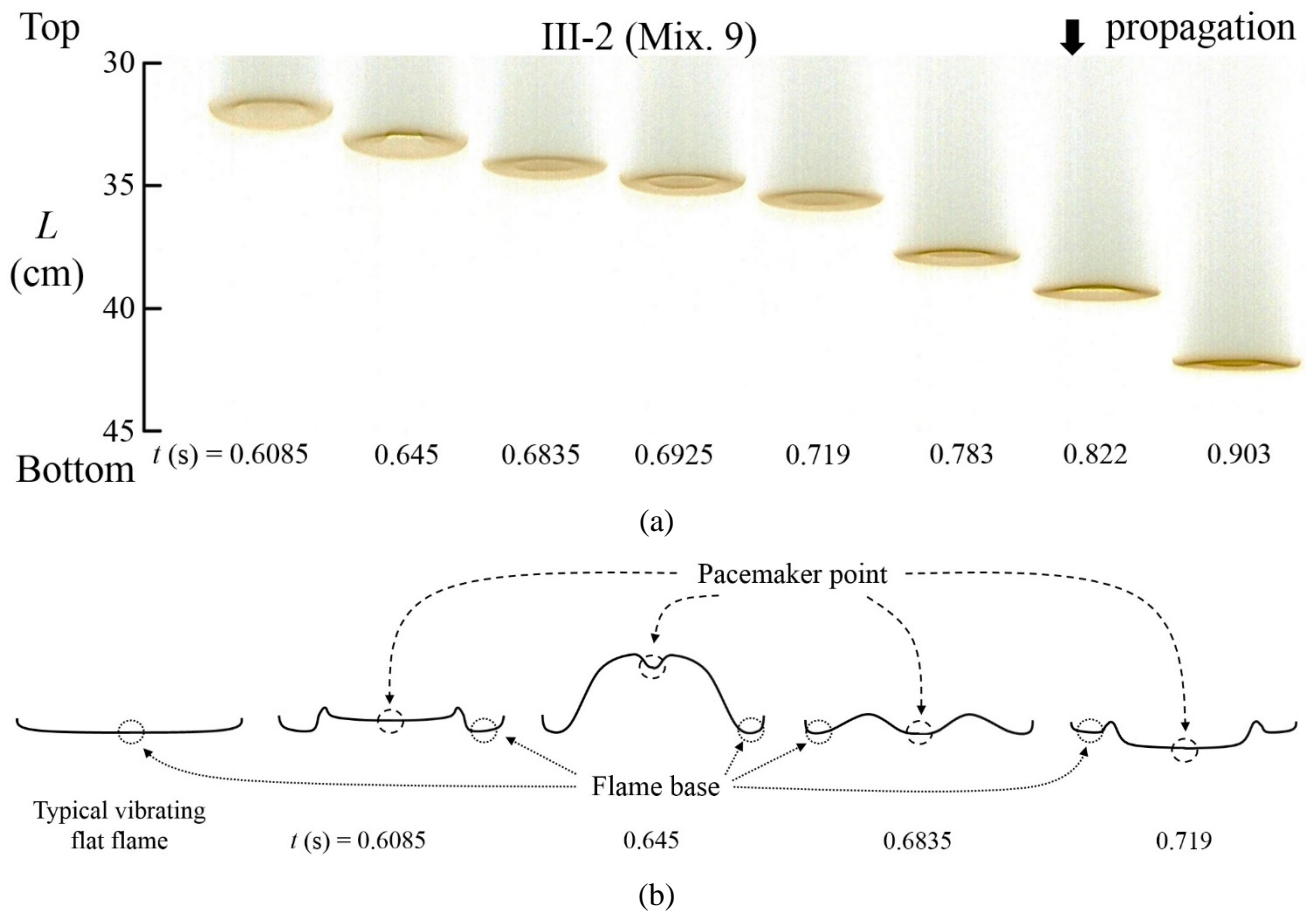 Top
III-2 (Mix. 9)
propagation
30
35
L
(cm)
40
45
Bottom
t (s) = 0.6085 0.645 0.6835 0.6925 0.719 0.783 0.822 0.903
(a)
Pacemaker point
Flame base
Typical vibrating
flat flame
t (s) = 0.6085 0.645 0.6835 0.719
(b)